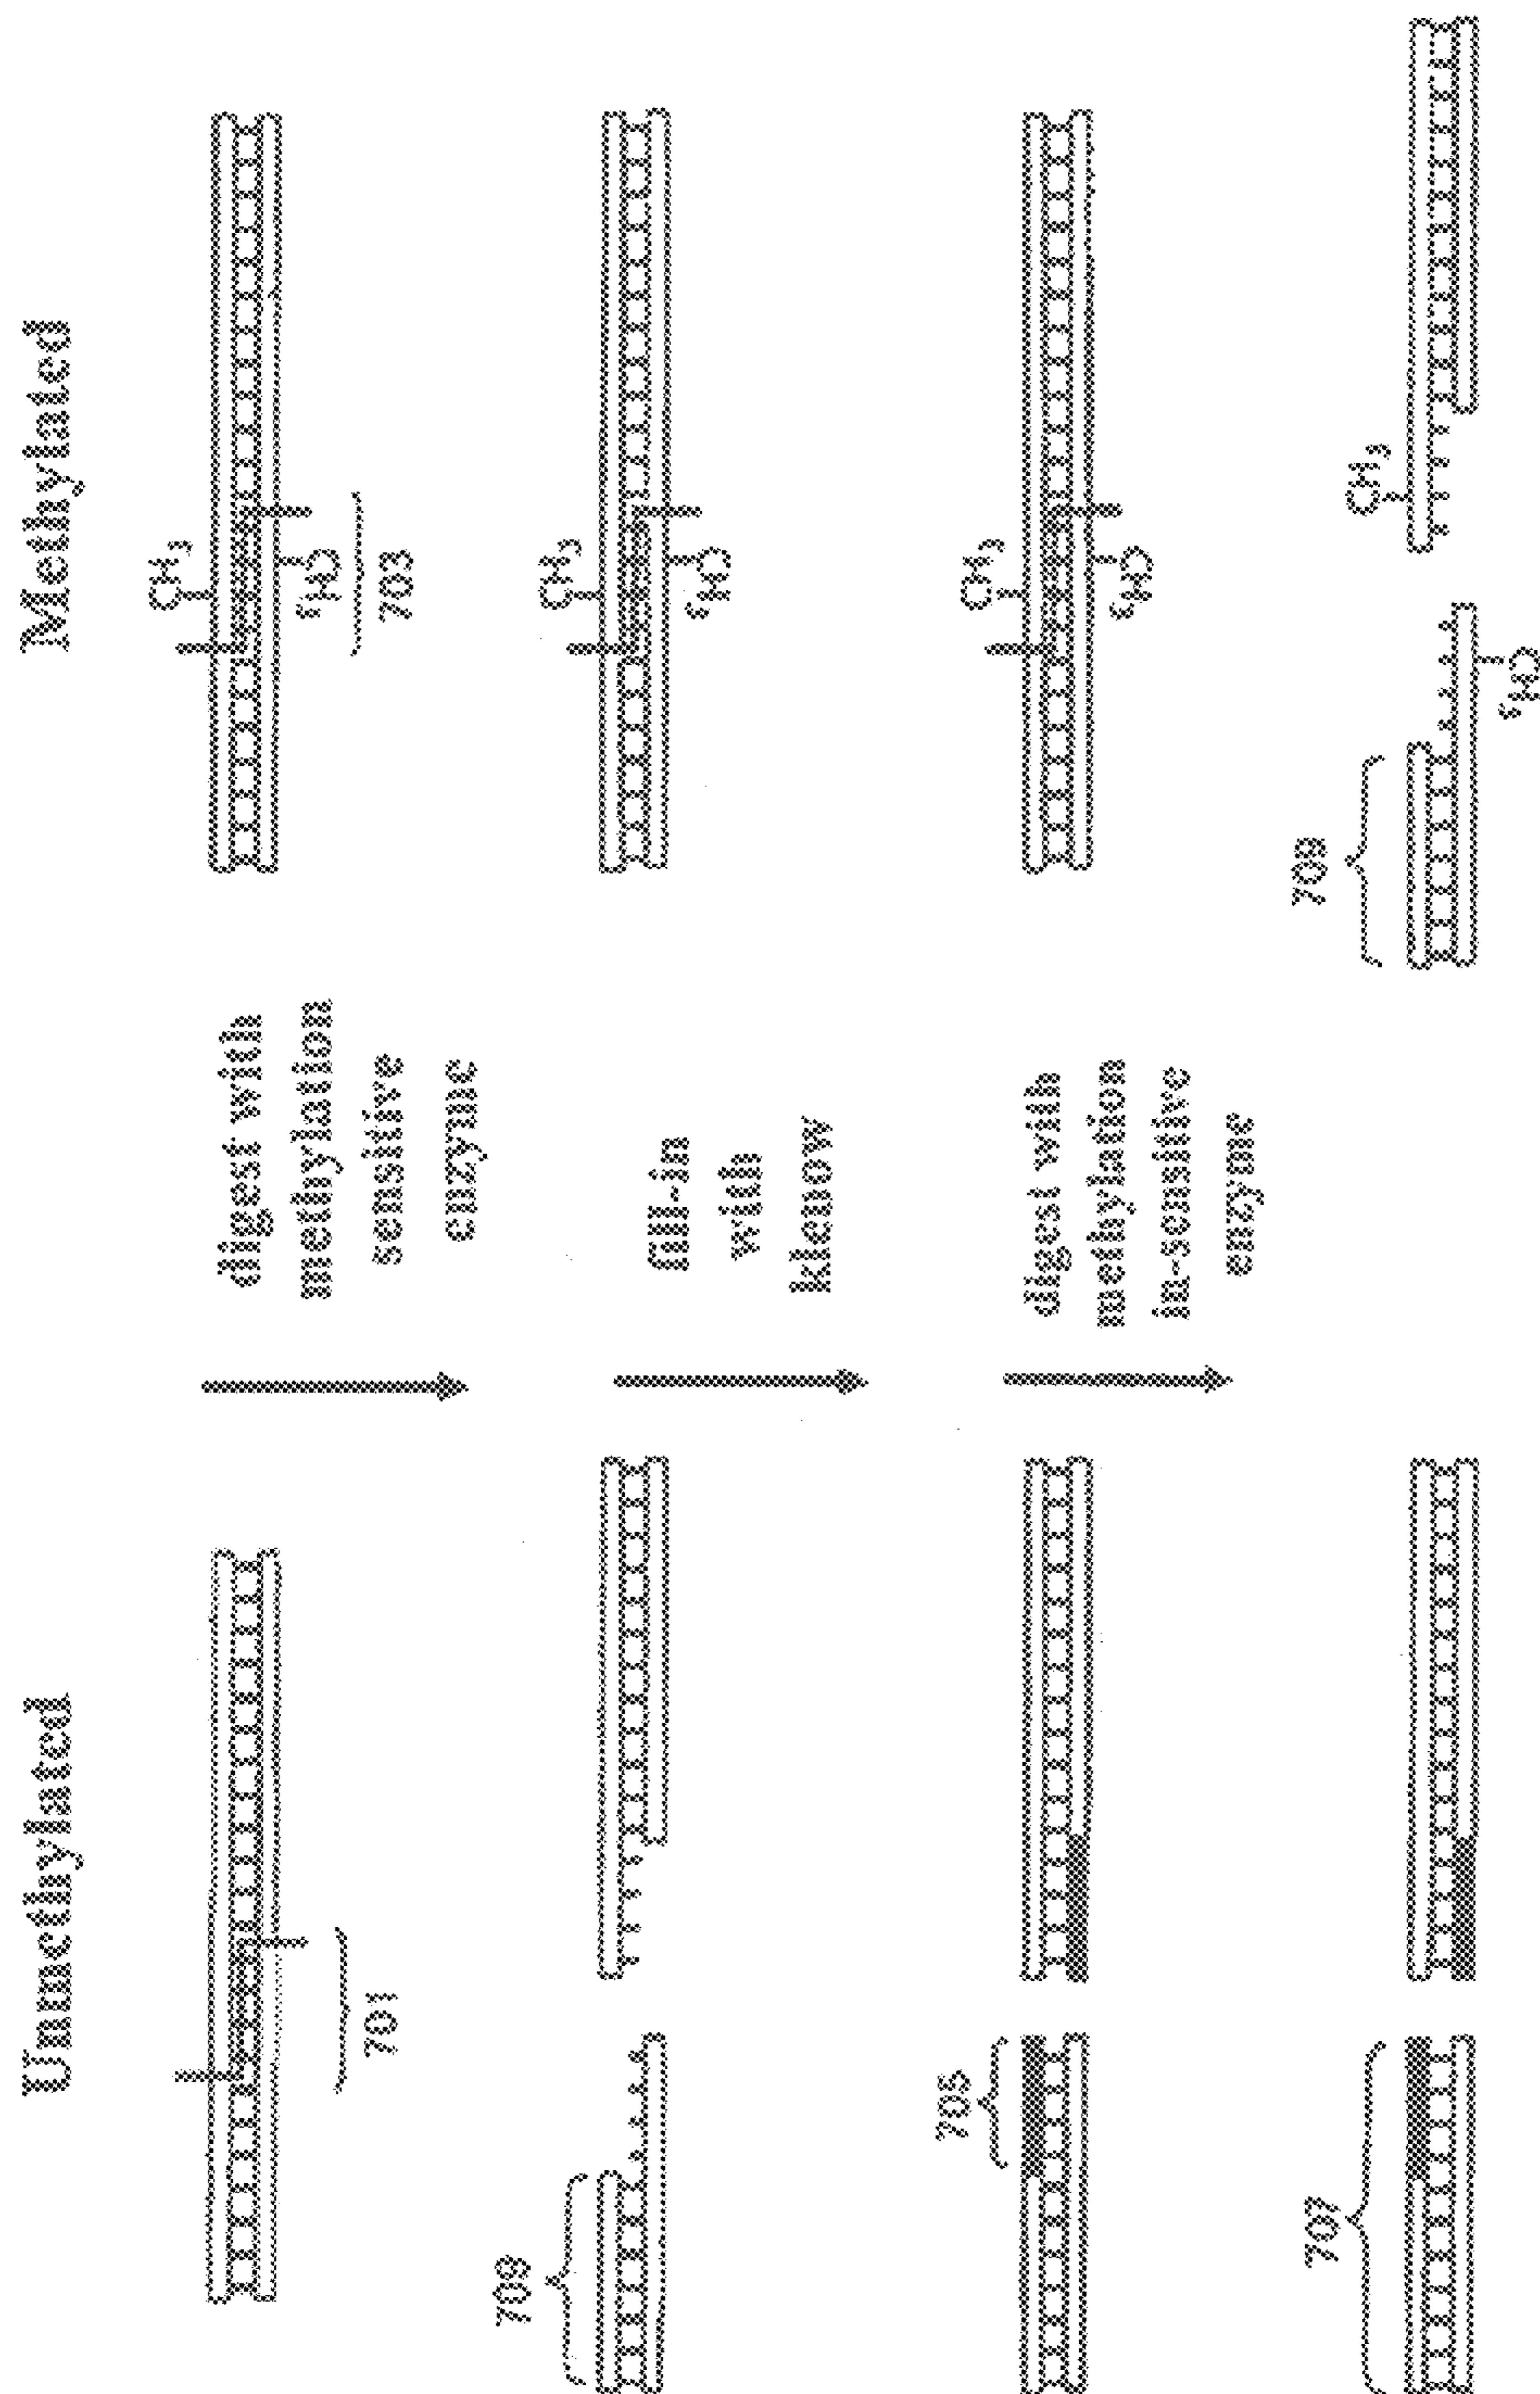 Unmethylated
Methylated
701
digest with
methylation
sensitive
enzyme
CH3
CH3
703
709
fill-in
with
klenow
CH3
CH3
705
digest with
methylation
in-sensitive
enzyme
CH3
CH3
707
709
CH3
CH3